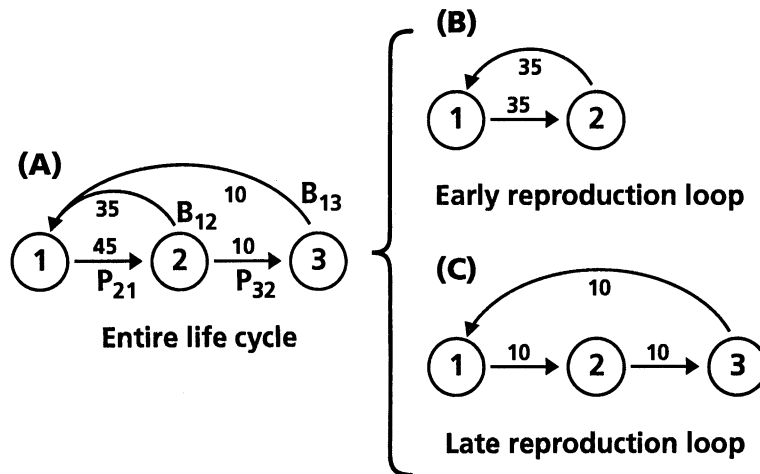 (A)
10
B13
35
B12
1
45
2
10
3
P21
P32
Entire life cycle
(B)
35
1
35
2
Early reproduction loop
(C)
10
1
10
2
10
3
Late reproduction loop